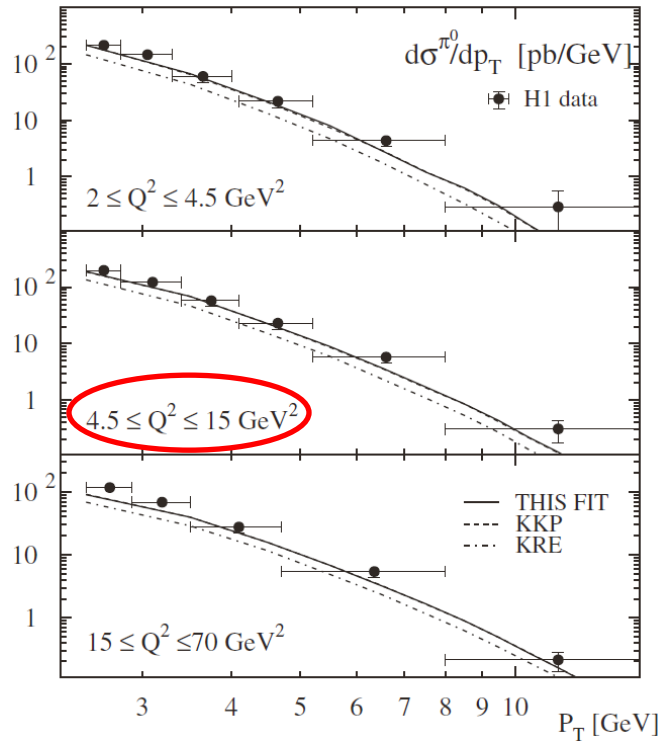 10²
10
1
dσ^π⁰/dp_T [pb/GeV]
H1 data
2 ≤ Q² ≤ 4.5 GeV²
10²
10
1
4.5 ≤ Q² ≤ 15 GeV²
10²
10
1
THIS FIT
KKP
KRE
15 ≤ Q² ≤70 GeV²
3 4 5 6 7 8 9 10
P_T [GeV]